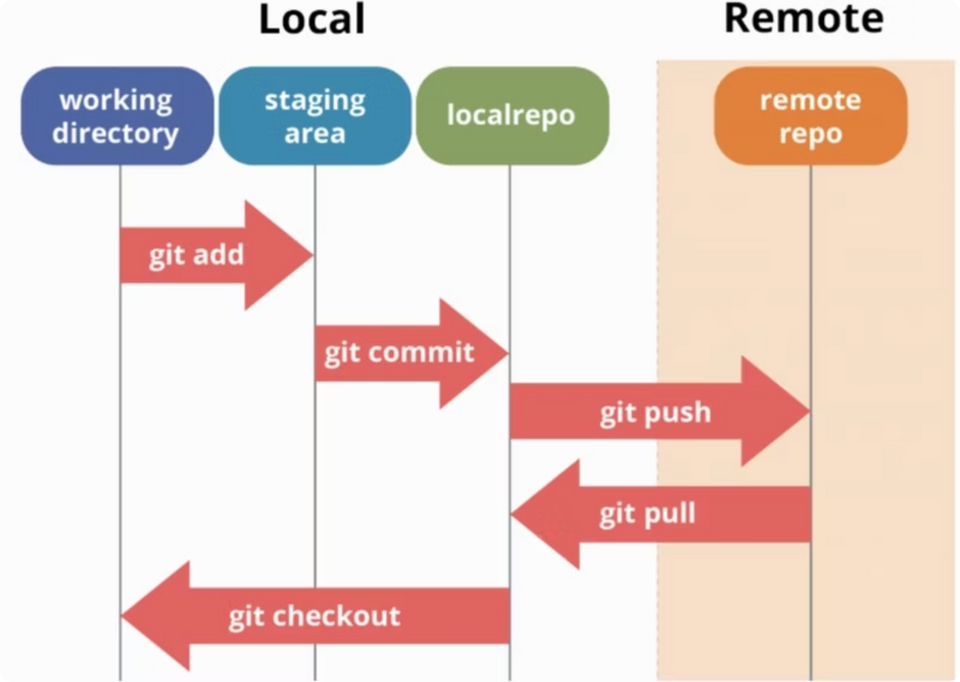 Local
Remote
working
directory
staging
area
localrepo
remote
repo
git add
git commit
git push
git pull
git checkout